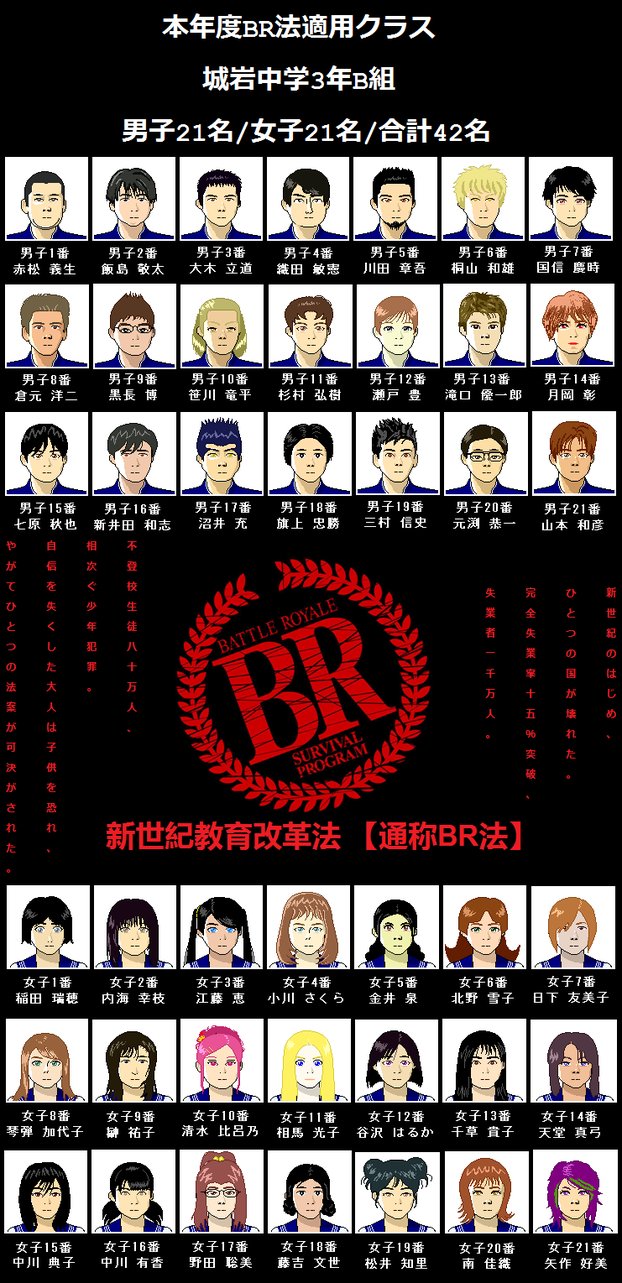 本年度BR法適用クラス
城岩中学3年B組
男子21名/女子21名/合計42名
男子1番
赤松 義生
男子2番
飯島 敬太
男子3番
大木 立道
男子4番
織田 敏憲
男子5番
川田 章吾
男子6番
桐山 和雄
男子7番
国信 慶時
男子8番
倉元 洋二
男子9番
黒長 博
男子10番
笹川 竜平
男子11番
杉村 弘樹
男子12番
瀬戸 豊
男子13番
滝口 優一郎
男子14番
月岡 彰
男子15番
七原 秋也
男子16番
新井田 和志
男子17番
沼井 充
男子18番
旗上 忠勝
男子19番
三村 信史
男子20番
元渕 恭一
男子21番
山本 和彦
新世紀のはじめ、
ひとつの国が壊れた。
完全失業率十五%突破、
失業者一千万人。
不登校生徒八十万人、
相次ぐ少年犯罪。
自信を失くした大人は子供を恐れ、
やがてひとつの法案が可決がされた。
BATTLE ROYALE
BR
SURVIVAL
PROGRAM
新世紀教育改革法 【通称BR法】
女子1番
稲田 瑞穂
女子2番
内海 幸枝
女子3番
江藤 恵
女子4番
小川 さくら
女子5番
金井 泉
女子6番
北野 雪子
女子7番
日下 友美子
女子8番
琴弾 加代子
女子9番
榊 祐子
女子10番
清水 比呂乃
女子11番
相馬 光子
女子12番
谷沢 はるか
女子13番
千草 貴子
女子14番
天堂 真弓
女子15番
中川 典子
女子16番
中川 有香
女子17番
野田 聡美
女子18番
藤吉 文世
女子19番
松井 知里
女子20番
南 佳織
女子21番
矢作 好美